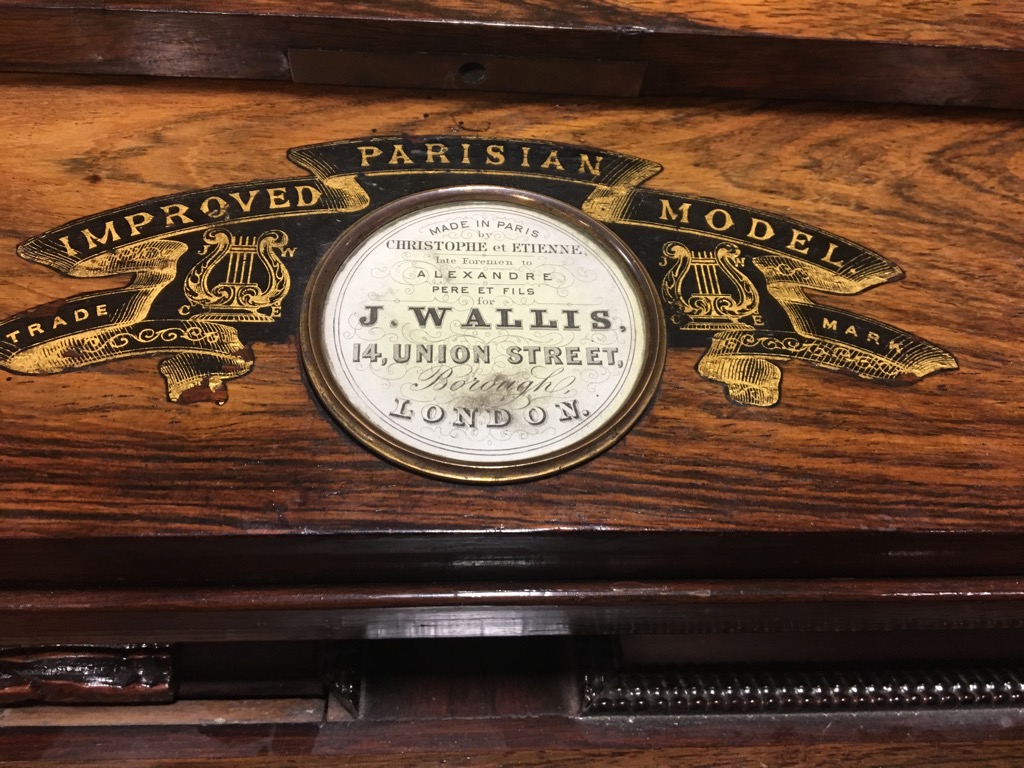 IMPROVED PARISIAN MODEL.
TRADE MARK
J W
C E
J W
C E
MADE IN PARIS
by
CHRISTOPHE et ETIENNE,
late Foremen to
ALEXANDRE
PERE ET FILS
for
J. WALLIS,
14, UNION STREET,
Borough
LONDON.